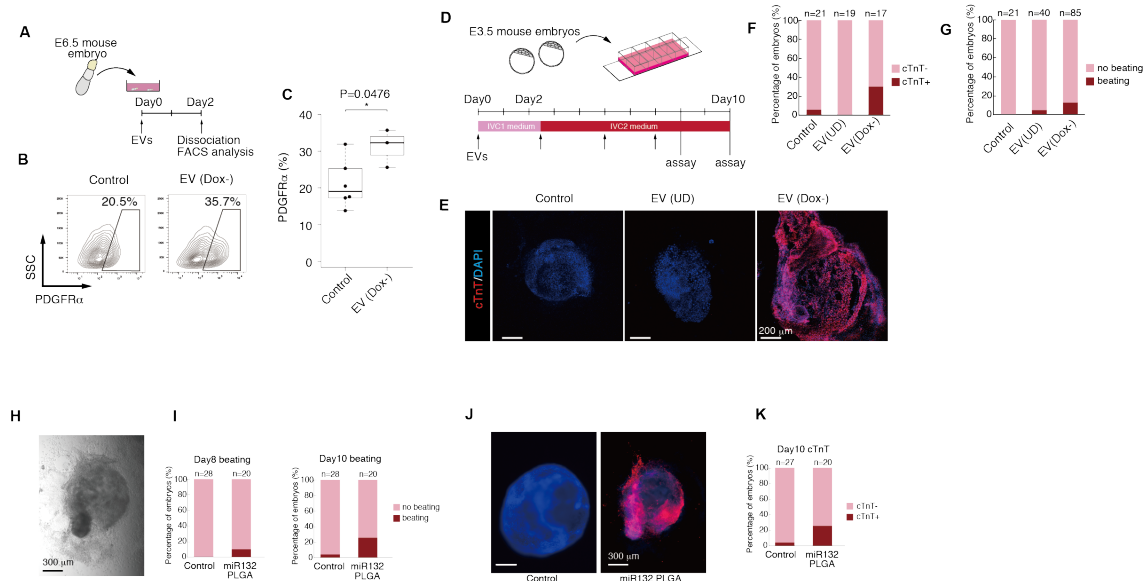 A
E6.5 mouse
embryo
Day0
Day2
EVs
Dissociation
FACS analysis
B
Control
EV (Dox-)
20.5%
35.7%
SSC
PDGFRα
C
P=0.0476
*
PDGFRα (%)
40
30
20
10
0
Control
EV (Dox-)
D
E3.5 mouse embryos
Day0
Day2
Day10
IVC1 medium
IVC2 medium
EVs
assay
assay
E
Control
EV (UD)
EV (Dox-)
cTnT/DAPI
200 μm
F
n=21
n=19
n=17
Percentage of embryos (%)
100
80
60
40
20
0
cTnT-
cTnT+
Control
EV(UD)
EV(Dox-)
G
n=21
n=40
n=85
Percentage of embryos (%)
100
80
60
40
20
0
no beating
beating
Control
EV(UD)
EV(Dox-)
H
300 μm
I
Day8 beating
n=28
n=20
Percentage of embryos (%)
100
80
60
40
20
0
Control
miR132
PLGA
Day10 beating
n=28
n=20
Percentage of embryos (%)
100
80
60
40
20
0
no beating
beating
Control
miR132
PLGA
J
300 μm
Control
miR132 PLGA
K
Day10 cTnT
n=27
n=20
Percentage of embryos (%)
100
80
60
40
20
0
cTnT-
cTnT+
Control
miR132
PLGA